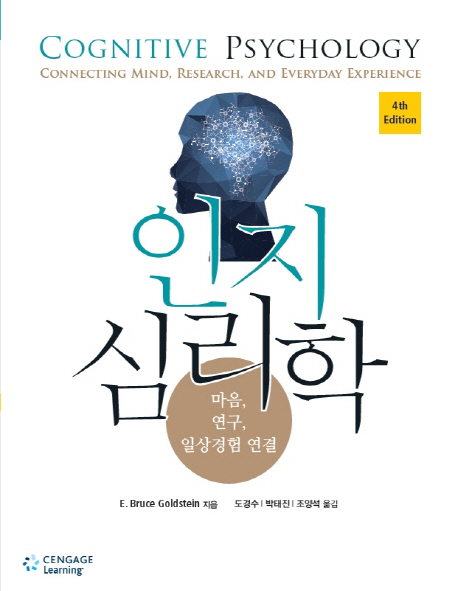 COGNITIVE PSYCHOLOGY
CONNECTING MIND, RESEARCH, AND EVERYDAY EXPERIENCE
4th
Edition
인지
심리학
마음,
연구,
일상경험 연결
E. Bruce Goldstein 지음 도경수 | 박태진 | 조양석 옮김
CENGAGE
Learning